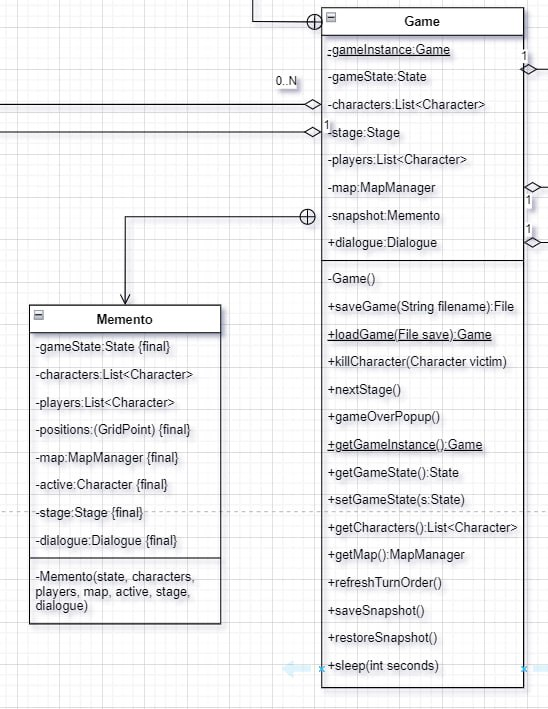 Game
-gameInstance:Game
1
-gameState:State
0..N
-characters:List<Character>
1
-stage:Stage
-players:List<Character>
-map:MapManager
1
-snapshot:Memento
1
+dialogue:Dialogue
-Game()
+saveGame(String filename):File
+loadGame(File save):Game
+killCharacter(Character victim)
+nextStage()
+gameOverPopup()
+getGameInstance():Game
+getGameState():State
+setGameState(s:State)
+getCharacters():List<Character>
+getMap():MapManager
+refreshTurnOrder()
+saveSnapshot()
+restoreSnapshot()
+sleep(int seconds)
Memento
-gameState:State {final}
-characters:List<Character>
-players:List<Character>
-positions:(GridPoint) {final}
-map:MapManager {final}
-active:Character {final}
-stage:Stage {final}
-dialogue:Dialogue {final}
-Memento(state, characters,
players, map, active, stage,
dialogue)